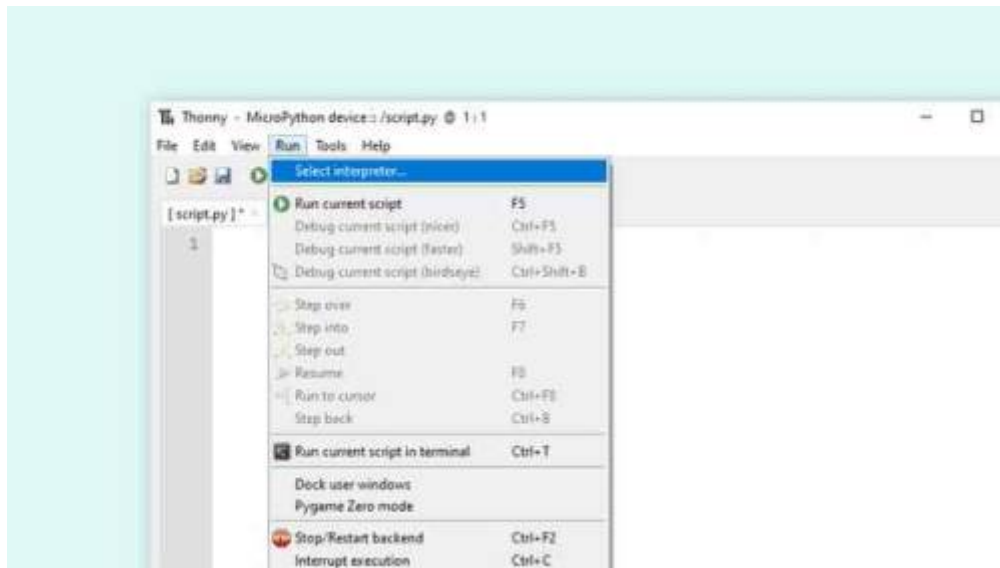 Thonny - MicroPython device :: /script.py @ 1 : 1
File Edit View Run Tools Help
Select interpreter...
[ script.py ] *
Run current script F5
Debug current script (nicer) Ctrl+F5
Debug current script (faster) Shift+F5
Debug current script (birdseye) Ctrl+Shift+B
1
Step over F6
Step into F7
Step out
Resume F8
Run to cursor Ctrl+F8
Step back Ctrl+B
Run current script in terminal Ctrl+T
Dock user windows
Pygame Zero mode
Stop/Restart backend Ctrl+F2
Interrupt execution Ctrl+C